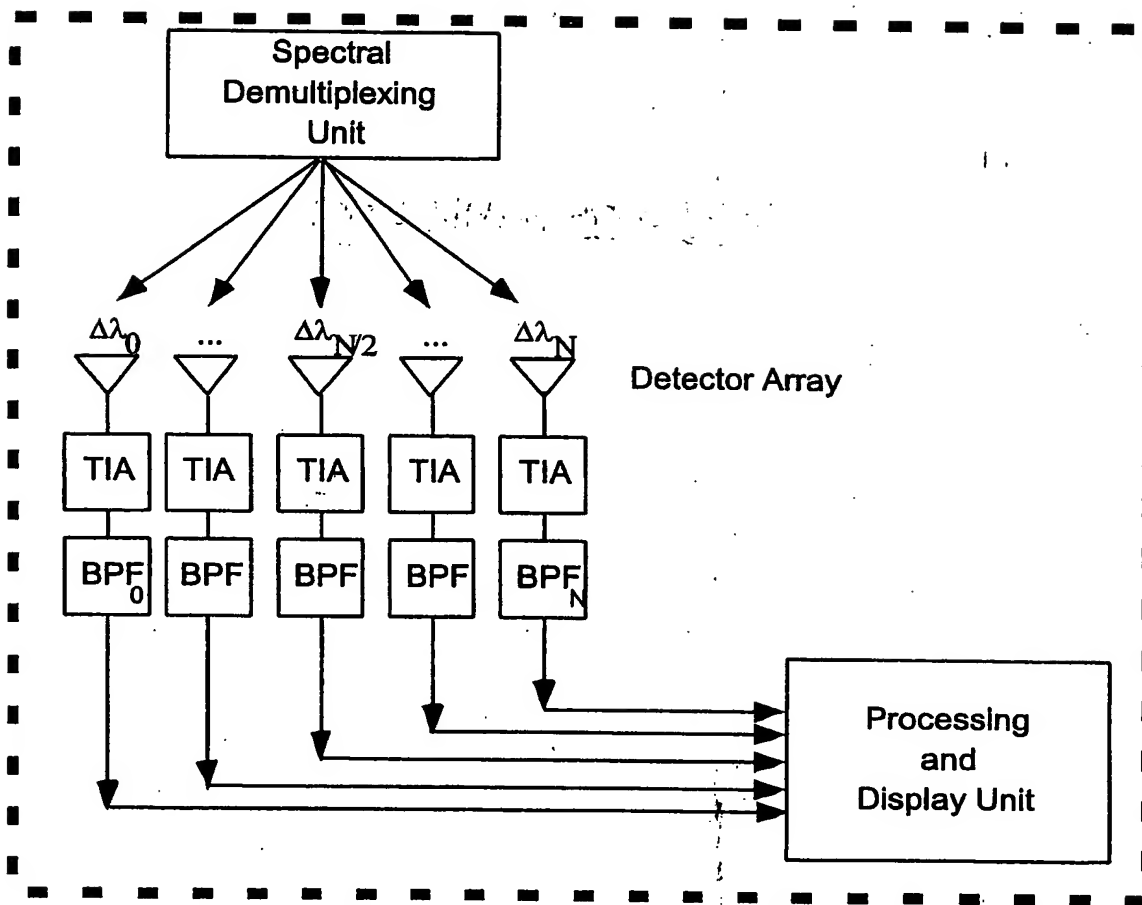 Spectral
Demultiplexing
Unit
Δλ0 ... ΔλN/2 ... ΔλN
Detector Array
TIA TIA TIA TIA TIA
BPF0 BPF BPF BPF BPFN
Processing
and
Display Unit